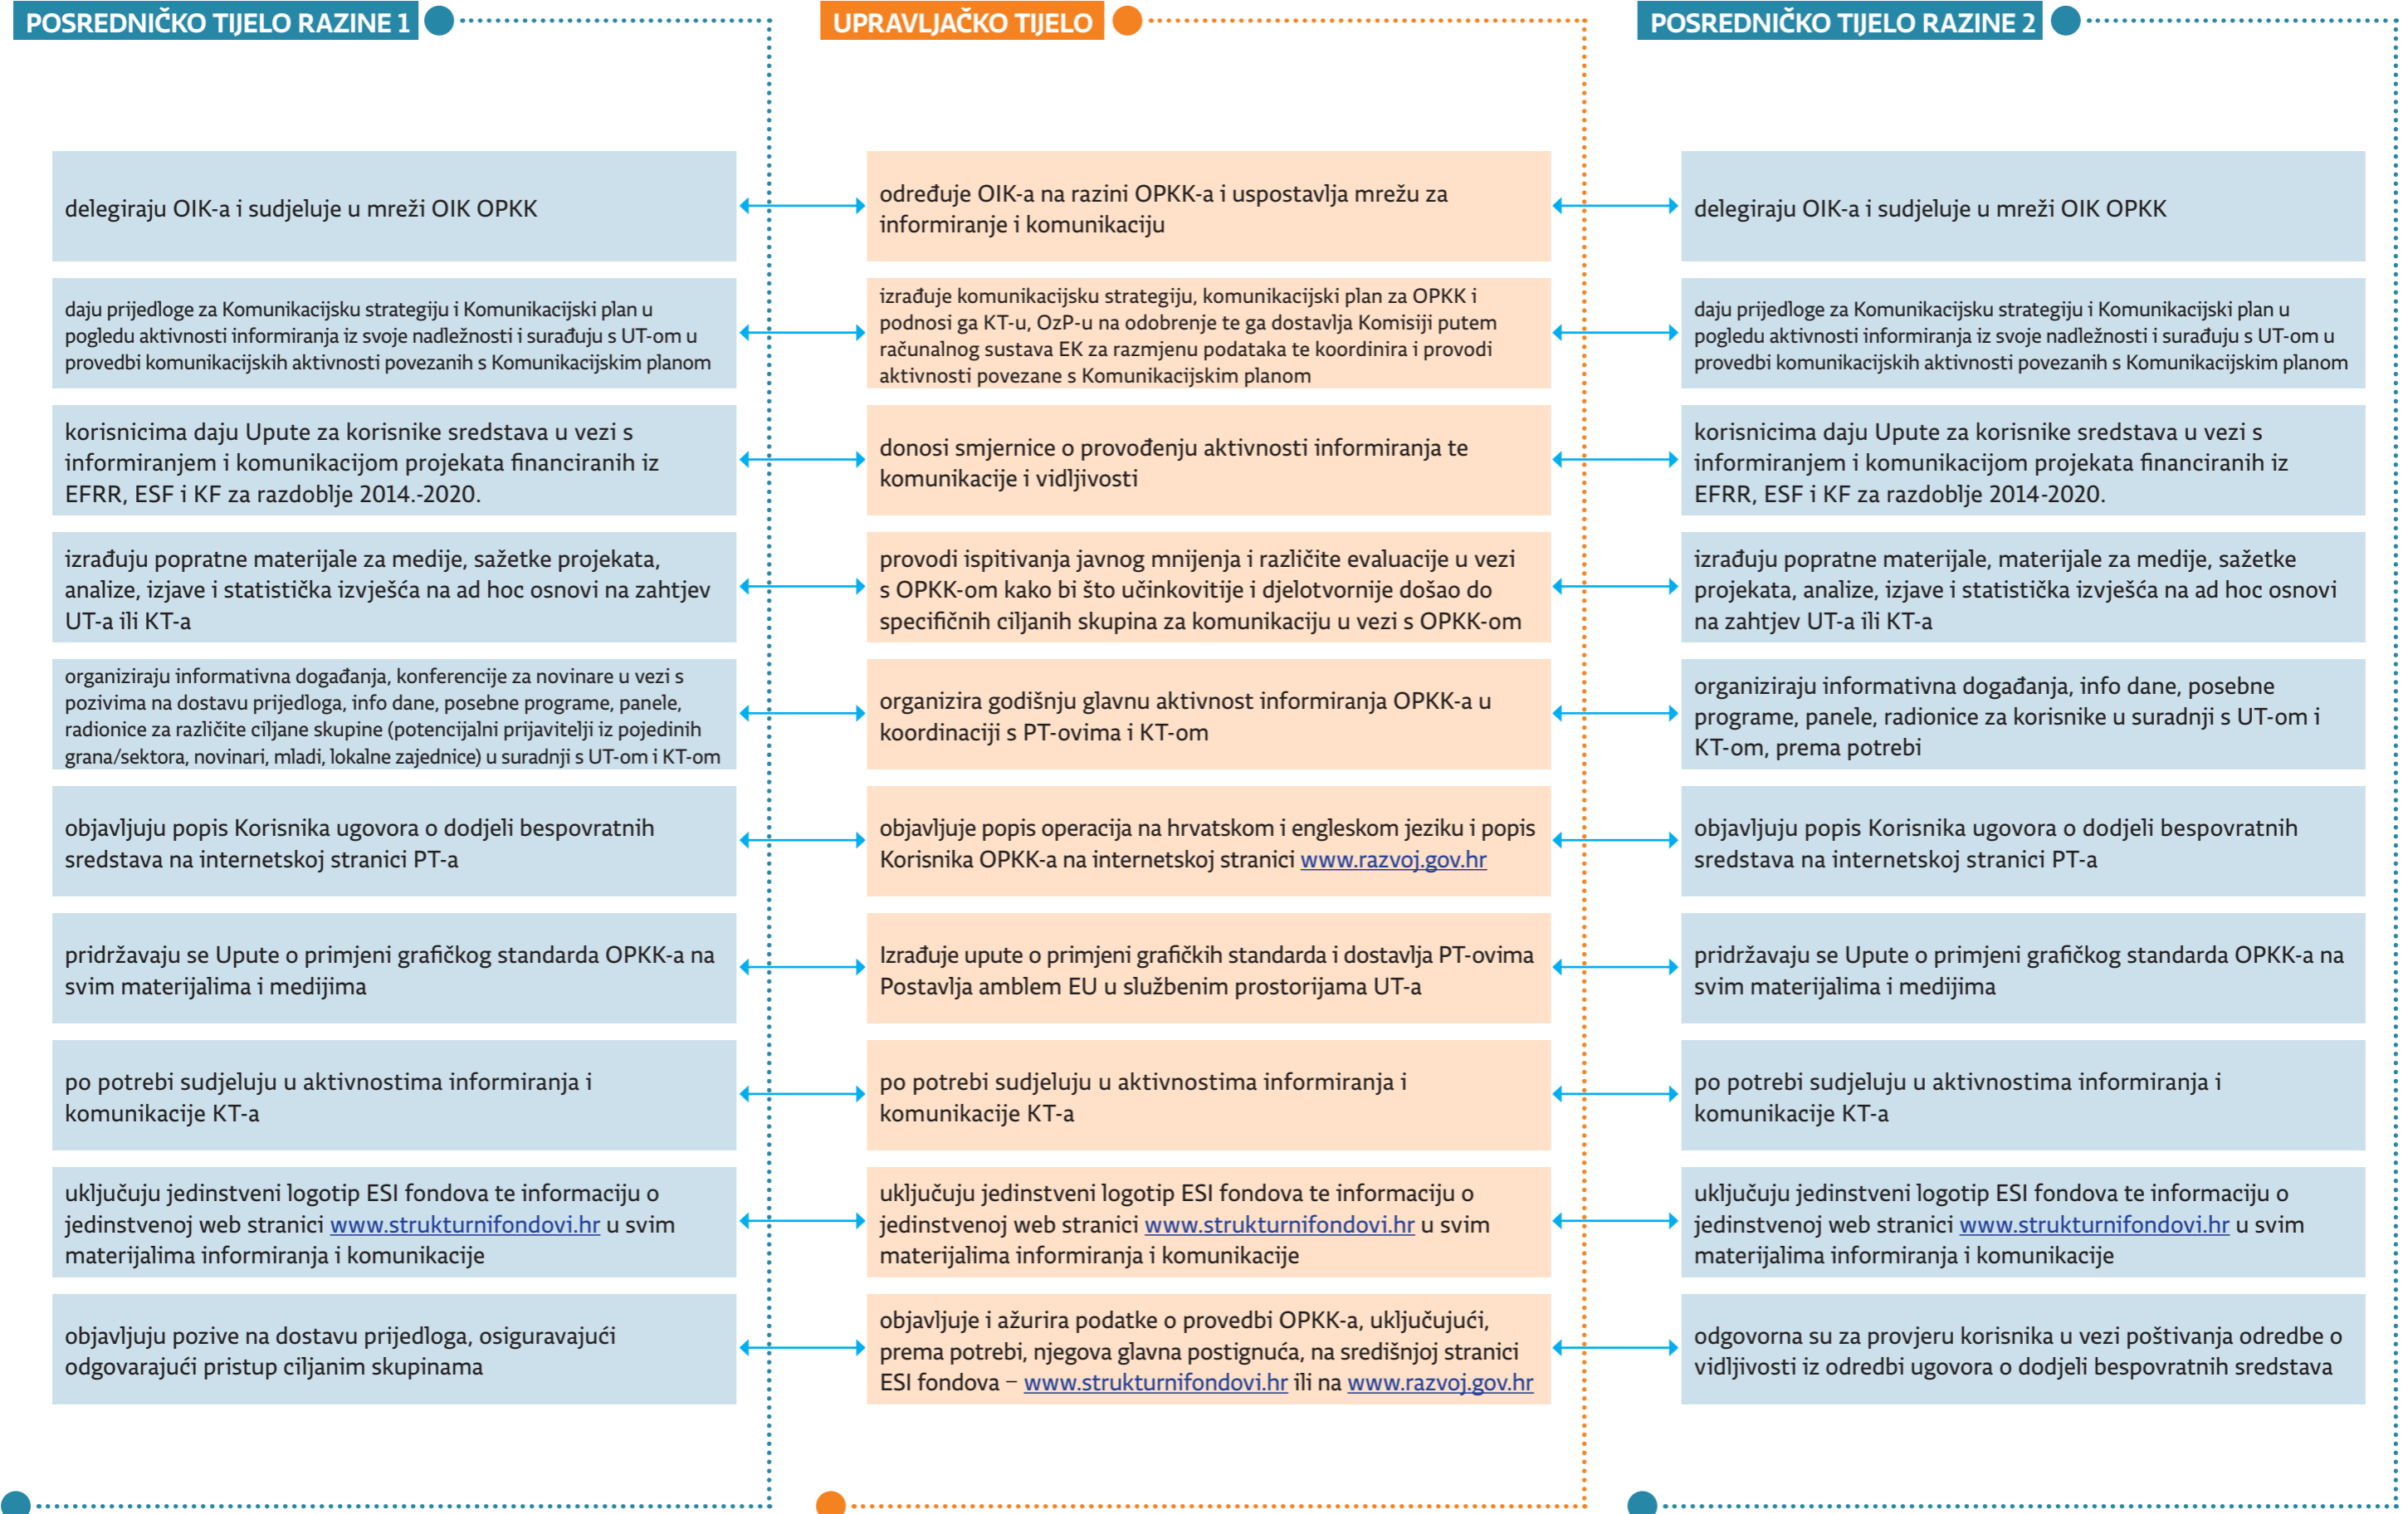 POSREDNIČKO TIJELO RAZINE 1
UPRAVLJAČKO TIJELO
POSREDNIČKO TIJELO RAZINE 2
delegiraju OIK-a i sudjeluje u mreži OIK OPKK
određuje OIK-a na razini OPKK-a i uspostavlja mrežu za
informiranje i komunikaciju
delegiraju OIK-a i sudjeluje u mreži OIK OPKK
daju prijedloge za Komunikacijsku strategiju i Komunikacijski plan u
pogledu aktivnosti informiranja iz svoje nadležnosti i surađuju s UT-om u
provedbi komunikacijskih aktivnosti povezanih s Komunikacijskim planom
izrađuje komunikacijsku strategiju, komunikacijski plan za OPKK i
podnosi ga KT-u, OzP-u na odobrenje te ga dostavlja Komisiji putem
računalnog sustava EK za razmjenu podataka te koordinira i provodi
aktivnosti povezane s Komunikacijskim planom
daju prijedloge za Komunikacijsku strategiju i Komunikacijski plan u
pogledu aktivnosti informiranja iz svoje nadležnosti i surađuju s UT-om u
provedbi komunikacijskih aktivnosti povezanih s Komunikacijskim planom
korisnicima daju Upute za korisnike sredstava u vezi s
informiranjem i komunikacijom projekata financiranih iz
EFRR, ESF i KF za razdoblje 2014.-2020.
donosi smjernice o provođenju aktivnosti informiranja te
komunikacije i vidljivosti
korisnicima daju Upute za korisnike sredstava u vezi s
informiranjem i komunikacijom projekata financiranih iz
EFRR, ESF i KF za razdoblje 2014-2020.
izrađuju popratne materijale za medije, sažetke projekata,
analize, izjave i statistička izvješća na ad hoc osnovi na zahtjev
UT-a ili KT-a
provodi ispitivanja javnog mnijenja i različite evaluacije u vezi
s OPKK-om kako bi što učinkovitije i djelotvornije došao do
specifičnih ciljanih skupina za komunikaciju u vezi s OPKK-om
izrađuju popratne materijale, materijale za medije, sažetke
projekata, analize, izjave i statistička izvješća na ad hoc osnovi
na zahtjev UT-a ili KT-a
organiziraju informativna događanja, konferencije za novinare u vezi s
pozivima na dostavu prijedloga, info dane, posebne programe, panele,
radionice za različite ciljane skupine (potencijalni prijavitelji iz pojedinih
grana/sektora, novinari, mladi, lokalne zajednice) u suradnji s UT-om i KT-om
organizira godišnju glavnu aktivnost informiranja OPKK-a u
koordinaciji s PT-ovima i KT-om
organiziraju informativna događanja, info dane, posebne
programe, panele, radionice za korisnike u suradnji s UT-om i
KT-om, prema potrebi
objavljuju popis Korisnika ugovora o dodjeli bespovratnih
sredstava na internetskoj stranici PT-a
objavljuje popis operacija na hrvatskom i engleskom jeziku i popis
Korisnika OPKK-a na internetskoj stranici www.razvoj.gov.hr
objavljuju popis Korisnika ugovora o dodjeli bespovratnih
sredstava na internetskoj stranici PT-a
pridržavaju se Upute o primjeni grafičkog standarda OPKK-a na
svim materijalima i medijima
Izrađuje upute o primjeni grafičkih standarda i dostavlja PT-ovima
Postavlja amblem EU u službenim prostorijama UT-a
pridržavaju se Upute o primjeni grafičkog standarda OPKK-a na
svim materijalima i medijima
po potrebi sudjeluju u aktivnostima informiranja i
komunikacije KT-a
po potrebi sudjeluju u aktivnostima informiranja i
komunikacije KT-a
po potrebi sudjeluju u aktivnostima informiranja i
komunikacije KT-a
uključuju jedinstveni logotip ESI fondova te informaciju o
jedinstvenoj web stranici www.strukturnifondovi.hr u svim
materijalima informiranja i komunikacije
uključuju jedinstveni logotip ESI fondova te informaciju o
jedinstvenoj web stranici www.strukturnifondovi.hr u svim
materijalima informiranja i komunikacije
uključuju jedinstveni logotip ESI fondova te informaciju o
jedinstvenoj web stranici www.strukturnifondovi.hr u svim
materijalima informiranja i komunikacije
objavljuju pozive na dostavu prijedloga, osiguravajući
odgovarajući pristup ciljanim skupinama
objavljuje i ažurira podatke o provedbi OPKK-a, uključujući,
prema potrebi, njegova glavna postignuća, na središnjoj stranici
ESI fondova – www.strukturnifondovi.hr ili na www.razvoj.gov.hr
odgovorna su za provjeru korisnika u vezi poštivanja odredbe o
vidljivosti iz odredbi ugovora o dodjeli bespovratnih sredstava